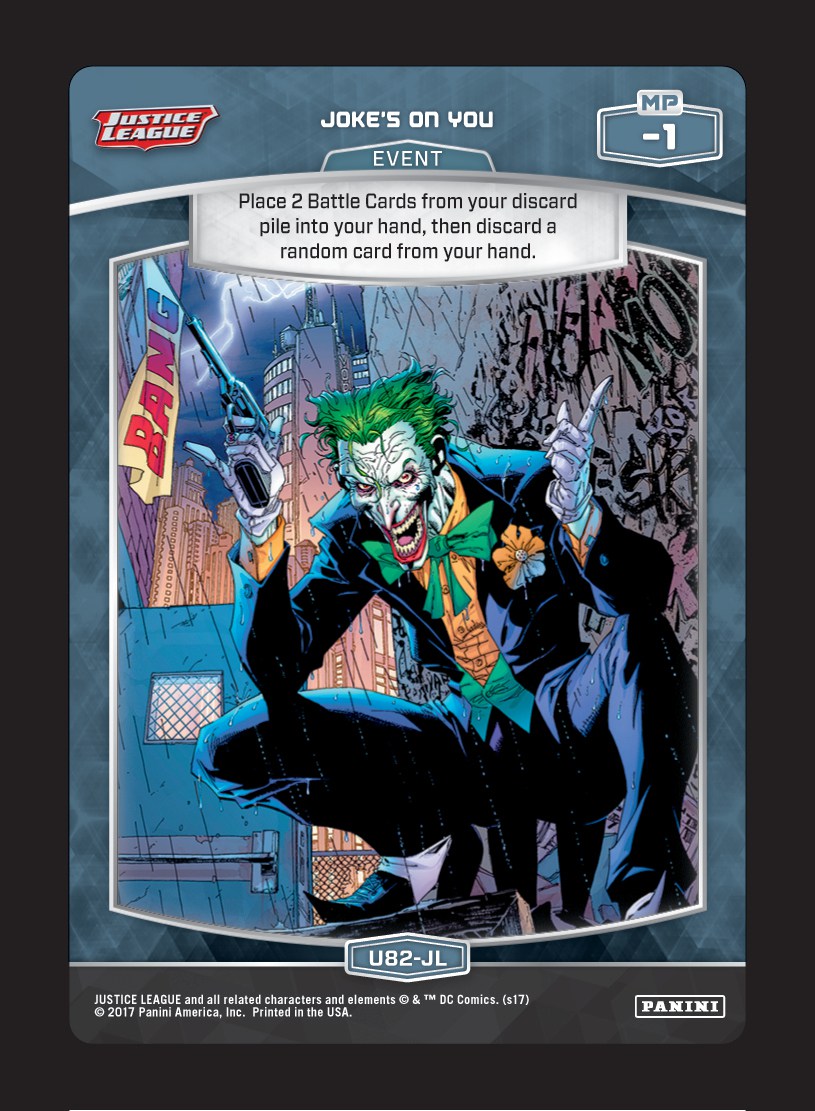 JUSTICE
LEAGUE
JOKE'S ON YOU
MP
-1
EVENT
Place 2 Battle Cards from your discard
pile into your hand, then discard a
random card from your hand.
BANG
U82-JL
JUSTICE LEAGUE and all related characters and elements © & ™ DC Comics. (s17)
© 2017 Panini America, Inc.  Printed in the USA.
PANINI